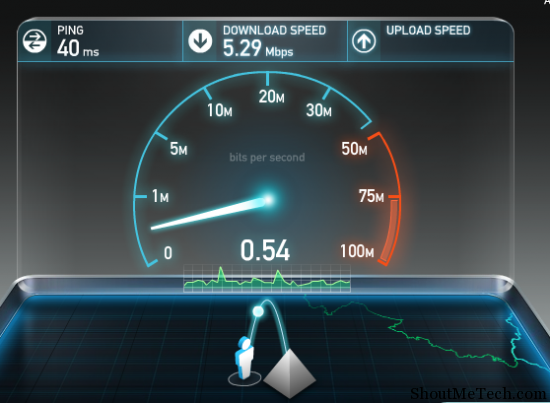 PING
40 ms
DOWNLOAD SPEED
5.29 Mbps
UPLOAD SPEED
20M
10M
30M
5M
50M
bits per second
1M
75M
0
0.54
100M
ShoutMeTech.com